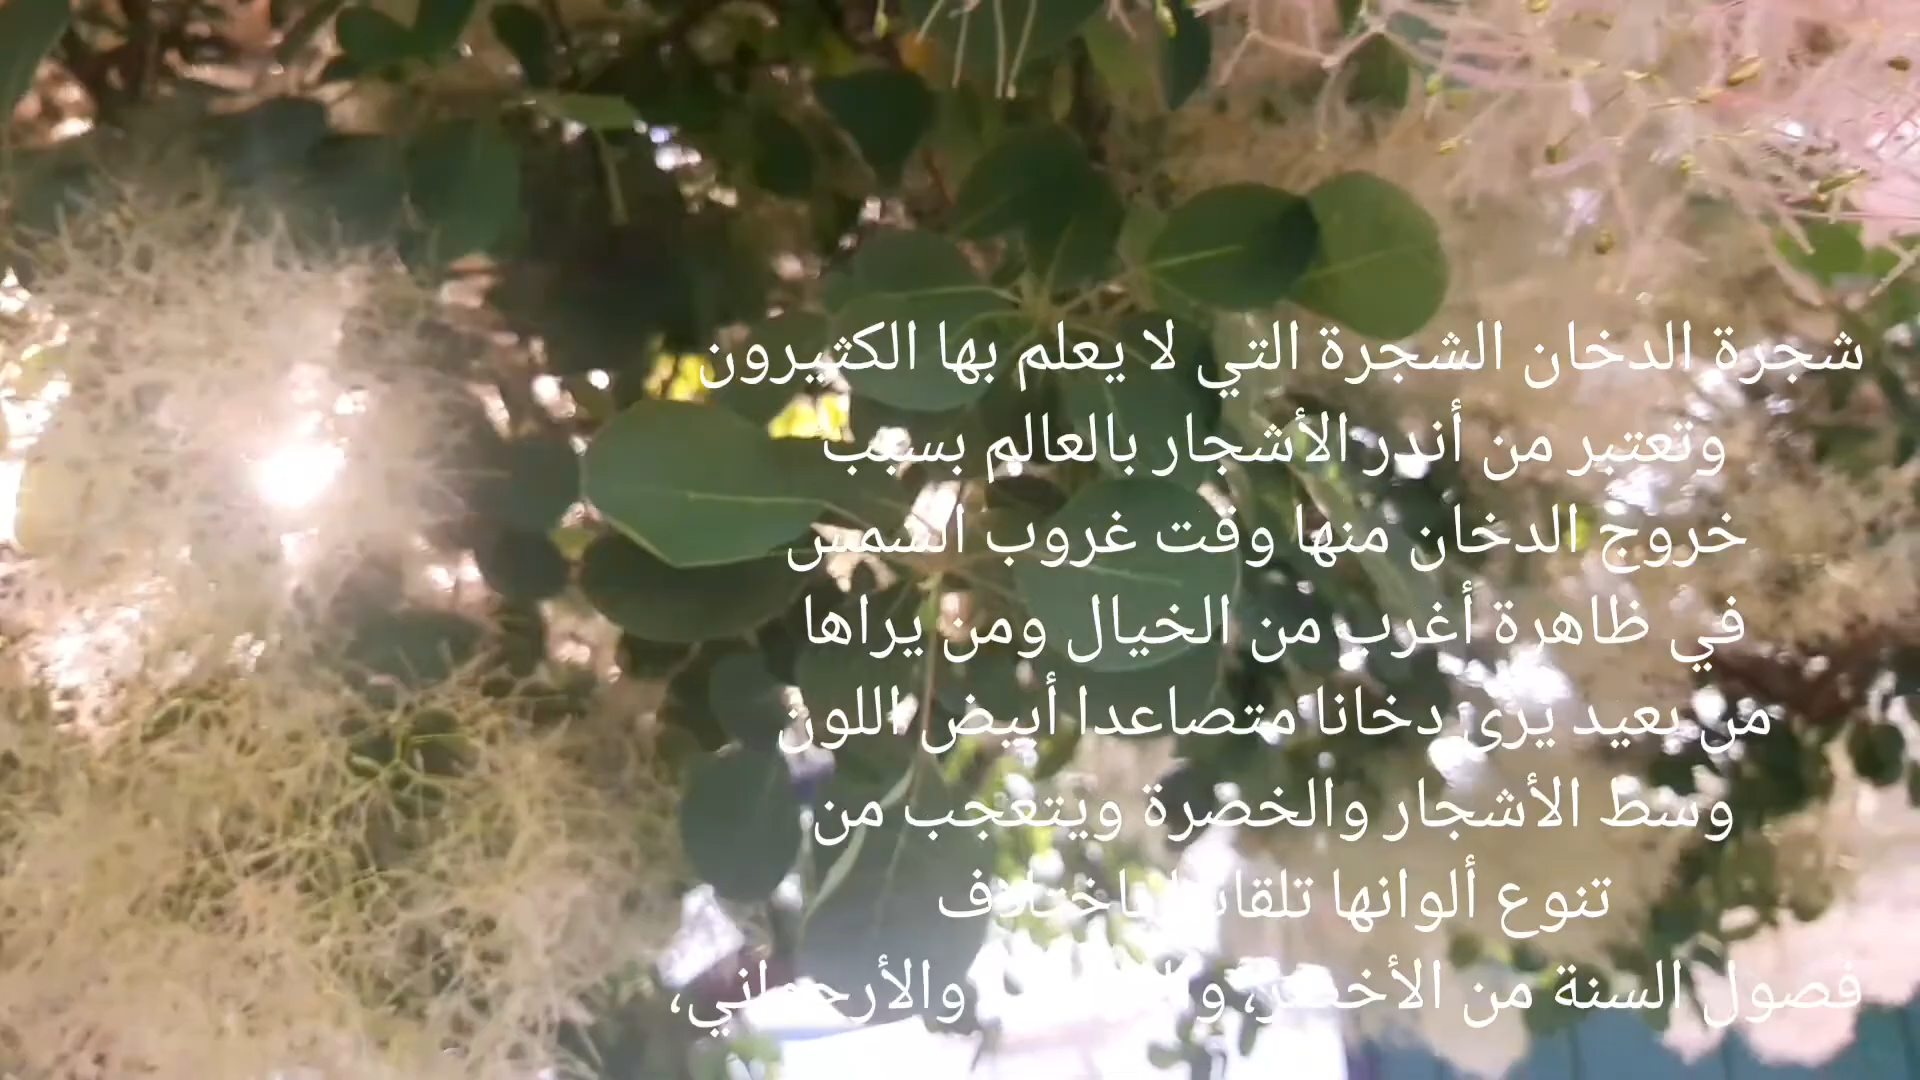 شجرة الدخان الشجرة التي لا يعلم بها الكثيرون
وتعتبر من أندر الأشجار بالعالم بسبب
خروج الدخان منها وقت غروب الشمس
في ظاهرة أغرب من الخيال ومن يراها
من بعيد يرى دخانا متصاعدا أبيض اللون
وسط الأشجار والخضرة ويتعجب من
تنوع ألوانها باختلاف
فصول السنة من الأخضر، والأرجواني،